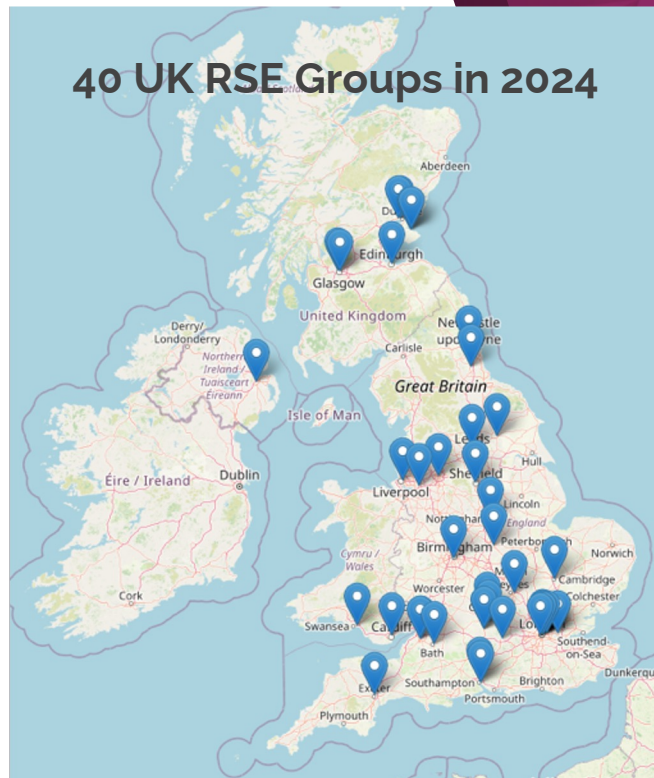 40 UK RSE Groups in 2024
Aberdeen
Edinburgh
Glasgow
United Kingdom
Derry/
Londonderry
Northern
Ireland /
Tuaisceart
Éireann
Carlisle
Great Britain
Isle of Man
Leeds
Hull
Éire / Ireland
Dublin
Liverpool
Sheffield
Lincoln
England
Birmingham
Norwich
Cymru /
Wales
Cambridge
Worcester
Colchester
Cork
Swansea
Cardiff
Bath
Southend-
on-Sea
Southampton
Brighton
Portsmouth
Exeter
Plymouth
Dunkerqu